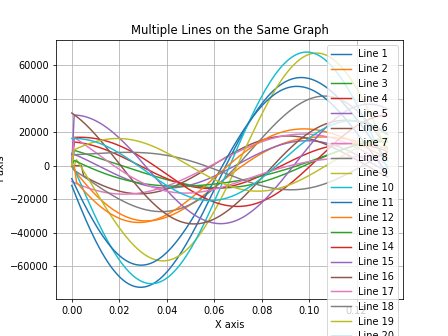 Multiple Lines on the Same Graph
60000
40000
20000
0
−20000
−40000
−60000
0.00
0.02
0.04
0.06
0.08
0.10
X axis
Line 1
Line 2
Line 3
Line 4
Line 5
Line 6
Line 7
Line 8
Line 9
Line 10
Line 11
Line 12
Line 13
Line 14
Line 15
Line 16
Line 17
Line 18
Line 19
Line 20